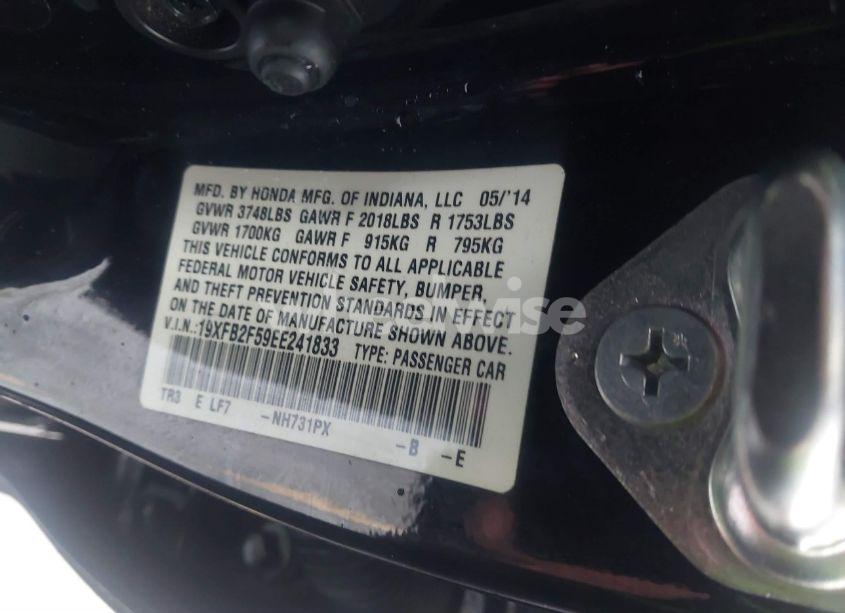 MFD. BY HONDA MFG. OF INDIANA, LLC 05/'14
GVWR 3748LBS GAWR F 2018LBS R 1753LBS
GVWR 1700KG GAWR F 915KG R 795KG
THIS VEHICLE CONFORMS TO ALL APPLICABLE
FEDERAL MOTOR VEHICLE SAFETY, BUMPER,
AND THEFT PREVENTION STANDARDS IN EFFECT
ON THE DATE OF MANUFACTURE SHOWN ABOVE.
V.I.N.:19XFB2F59EE241833 TYPE: PASSENGER CAR
TR3 E LF7 -NH731PX -B -E